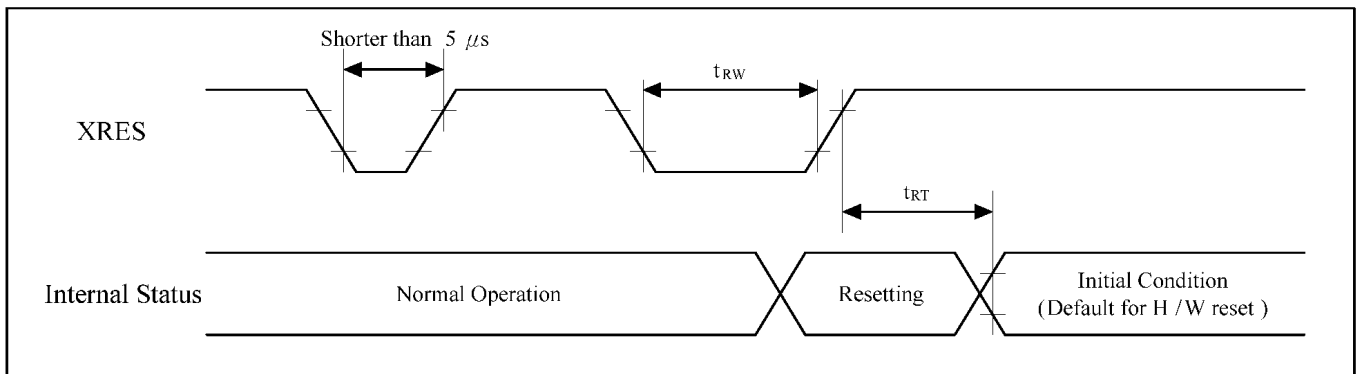 Shorter than 5 μs
tRW
XRES
tRT
Internal Status
Normal Operation
Resetting
Initial Condition
(Default for H / W reset )